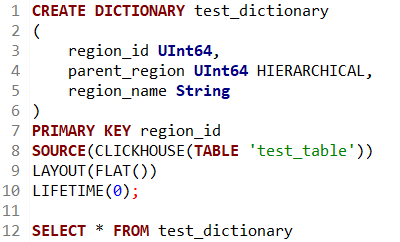 1 CREATE DICTIONARY test_dictionary
2 (
3     region_id UInt64,
4     parent_region UInt64 HIERARCHICAL,
5     region_name String
6 )
7 PRIMARY KEY region_id
8 SOURCE(CLICKHOUSE(TABLE 'test_table'))
9 LAYOUT(FLAT())
10 LIFETIME(0);
11
12 SELECT * FROM test_dictionary